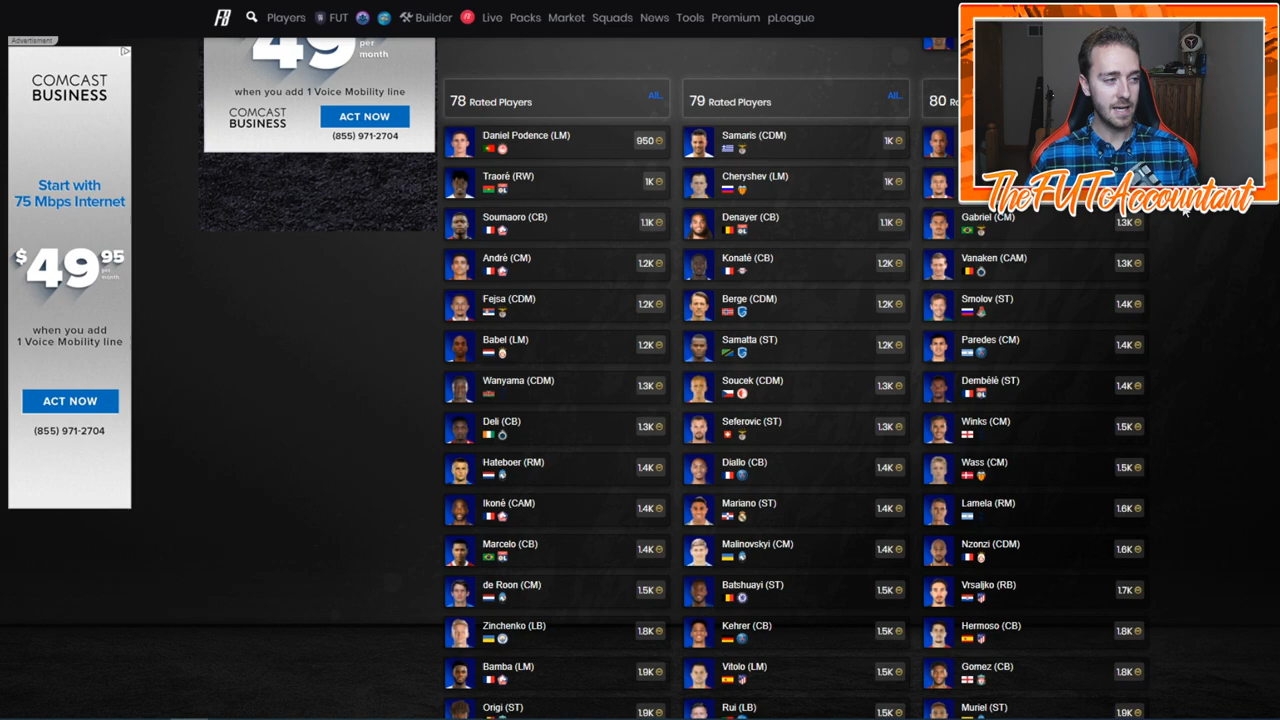 F8
Players
FUT
Builder
Live
Packs
Market
Squads
News
Tools
Premium
pLeague
Advertisment
COMCAST
BUSINESS
Start with
75 Mbps Internet
$49.95
per
month
when you add
1 Voice Mobility line
ACT NOW
(855) 971-2704
49
per
month
when you add 1 Voice Mobility line
COMCAST
BUSINESS
ACT NOW
(855) 971-2704
78 Rated Players
All..
Daniel Podence (LM)
950
Traoré (RW)
1K
Soumaoro (CB)
1.1K
André (CM)
1.2K
Fejsa (CDM)
1.2K
Babel (LM)
1.2K
Wanyama (CDM)
1.3K
Deli (CB)
1.3K
Hateboer (RM)
1.4K
Ikoné (CAM)
1.4K
Marcelo (CB)
1.4K
de Roon (CM)
1.5K
Zinchenko (LB)
1.8K
Bamba (LM)
1.9K
Origi (ST)
1.9K
79 Rated Players
All..
Samaris (CDM)
1K
Cheryshev (LM)
1K
Denayer (CB)
1.1K
Konaté (CB)
1.2K
Berge (CDM)
1.2K
Samatta (ST)
1.2K
Soucek (CDM)
1.3K
Seferovic (ST)
1.3K
Diallo (CB)
1.4K
Mariano (ST)
1.4K
Malinovskyi (CM)
1.4K
Batshuayi (ST)
1.5K
Kehrer (CB)
1.5K
Vitolo (LM)
1.5K
Rui (LB)
1.5K
80
Gabriel (CM)
1.3K
Vanaken (CAM)
1.3K
Smolov (ST)
1.4K
Paredes (CM)
1.4K
Dembélé (ST)
1.4K
Winks (CM)
1.5K
Wass (CM)
1.5K
Lamela (RM)
1.6K
Nzonzi (CDM)
1.6K
Vrsaljko (RB)
1.7K
Hermoso (CB)
1.8K
Gomez (CB)
1.8K
Muriel (ST)
1.9K
TheFUTAccountant